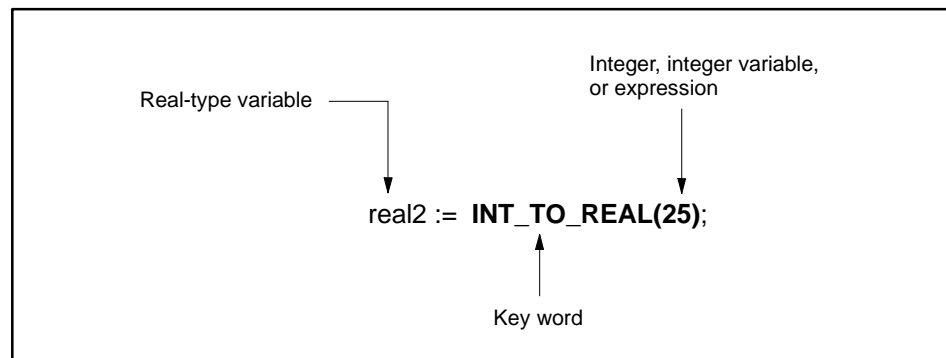 Integer, integer variable,
or expression
Real-type variable
real2 := INT_TO_REAL(25);
Key word